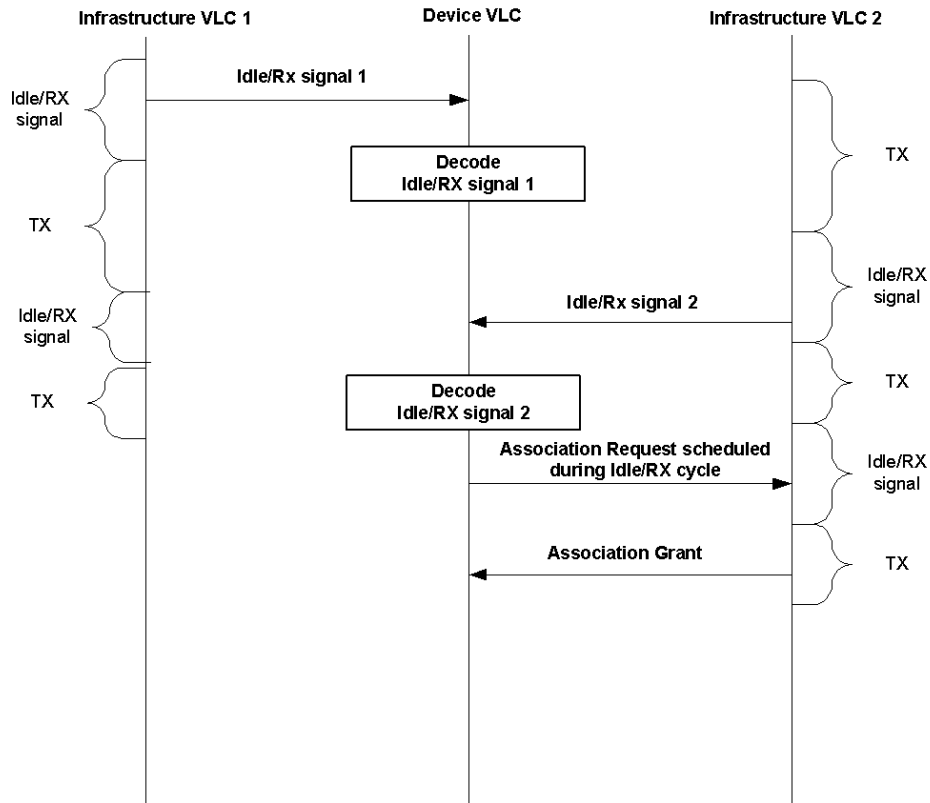 Infrastructure VLC 1
Device VLC
Infrastructure VLC 2
Idle/Rx signal 1
Idle/RX
signal
Decode
Idle/RX signal 1
TX
TX
Idle/RX
signal
Idle/Rx signal 2
Idle/RX
signal
Decode
Idle/RX signal 2
TX
TX
Association Request scheduled
during Idle/RX cycle
Idle/RX
signal
Association Grant
TX